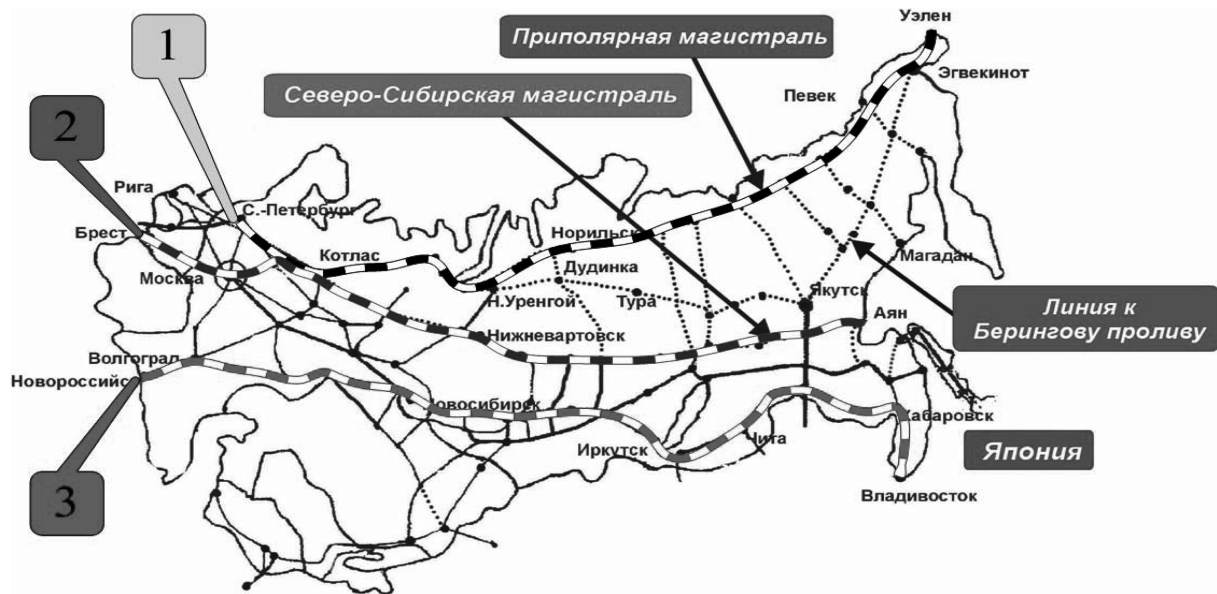 Уэлен
1
Приполярная магистраль
Эгвекинот
Северо-Сибирская магистраль
Певек
2
Рига
С.-Петербург
Брест
Котлас
Норильск
Магадан
Москва
Дудинка
Н.Уренгой
Тура
Якутск
Аян
Линия к
Берингову проливу
Нижневартовск
Волгоград
Новороссийс
Новосибирск
Хабаровск
Чита
Иркутск
Япония
3
Владивосток